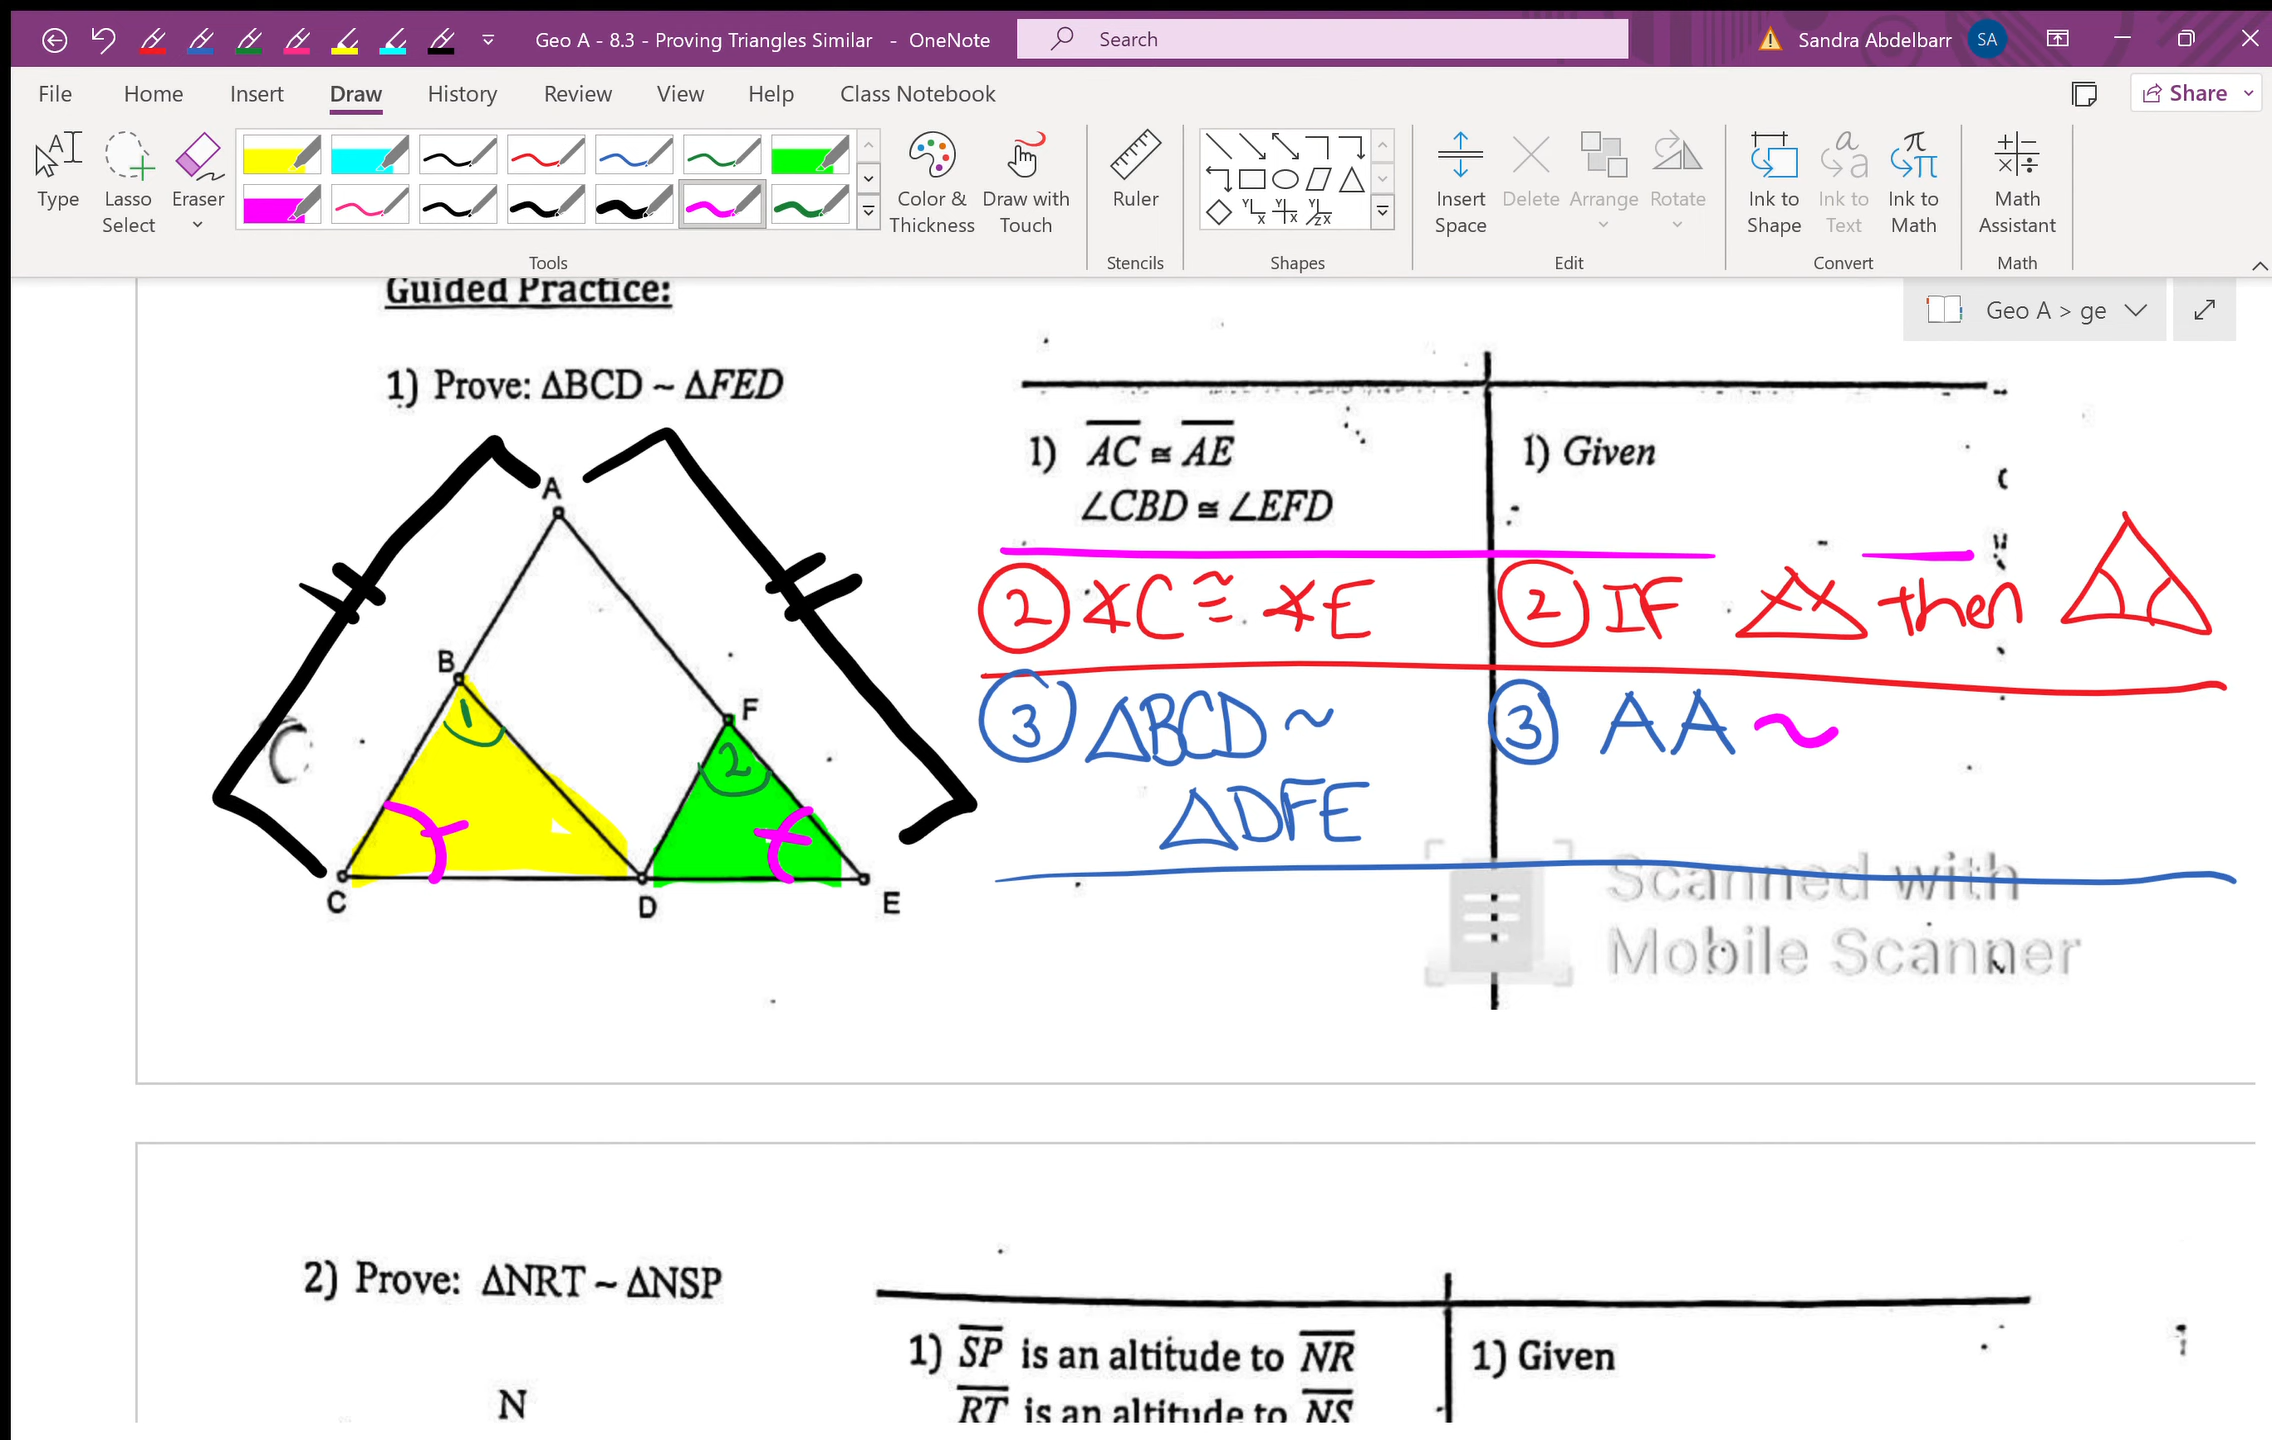 Geo A - 8.3 - Proving Triangles Similar - OneNote
Search
Sandra Abdelbarr
SA
File Home Insert Draw History Review View Help Class Notebook
Share
Type
Lasso Select
Eraser
Color & Thickness
Draw with Touch
Ruler
Insert Space
Delete
Arrange
Rotate
Ink to Shape
Ink to Text
Ink to Math
Math Assistant
Tools
Stencils
Shapes
Edit
Convert
Math
Guided Practice:
Geo A > ge
1) Prove: ΔBCD ~ ΔFED
1) AC ≅ AE
1) Given
∠CBD ≅ ∠EFD
A
② ∡C ≅ ∡E
② IF △ then △
B
1
F
2
③ △BCD ~
③ AA ~
△DFE
C
D
E
Scanned with
Mobile Scanner
2) Prove: ΔNRT ~ ΔNSP
1) SP is an altitude to NR
1) Given
N
RT is an altitude to NS